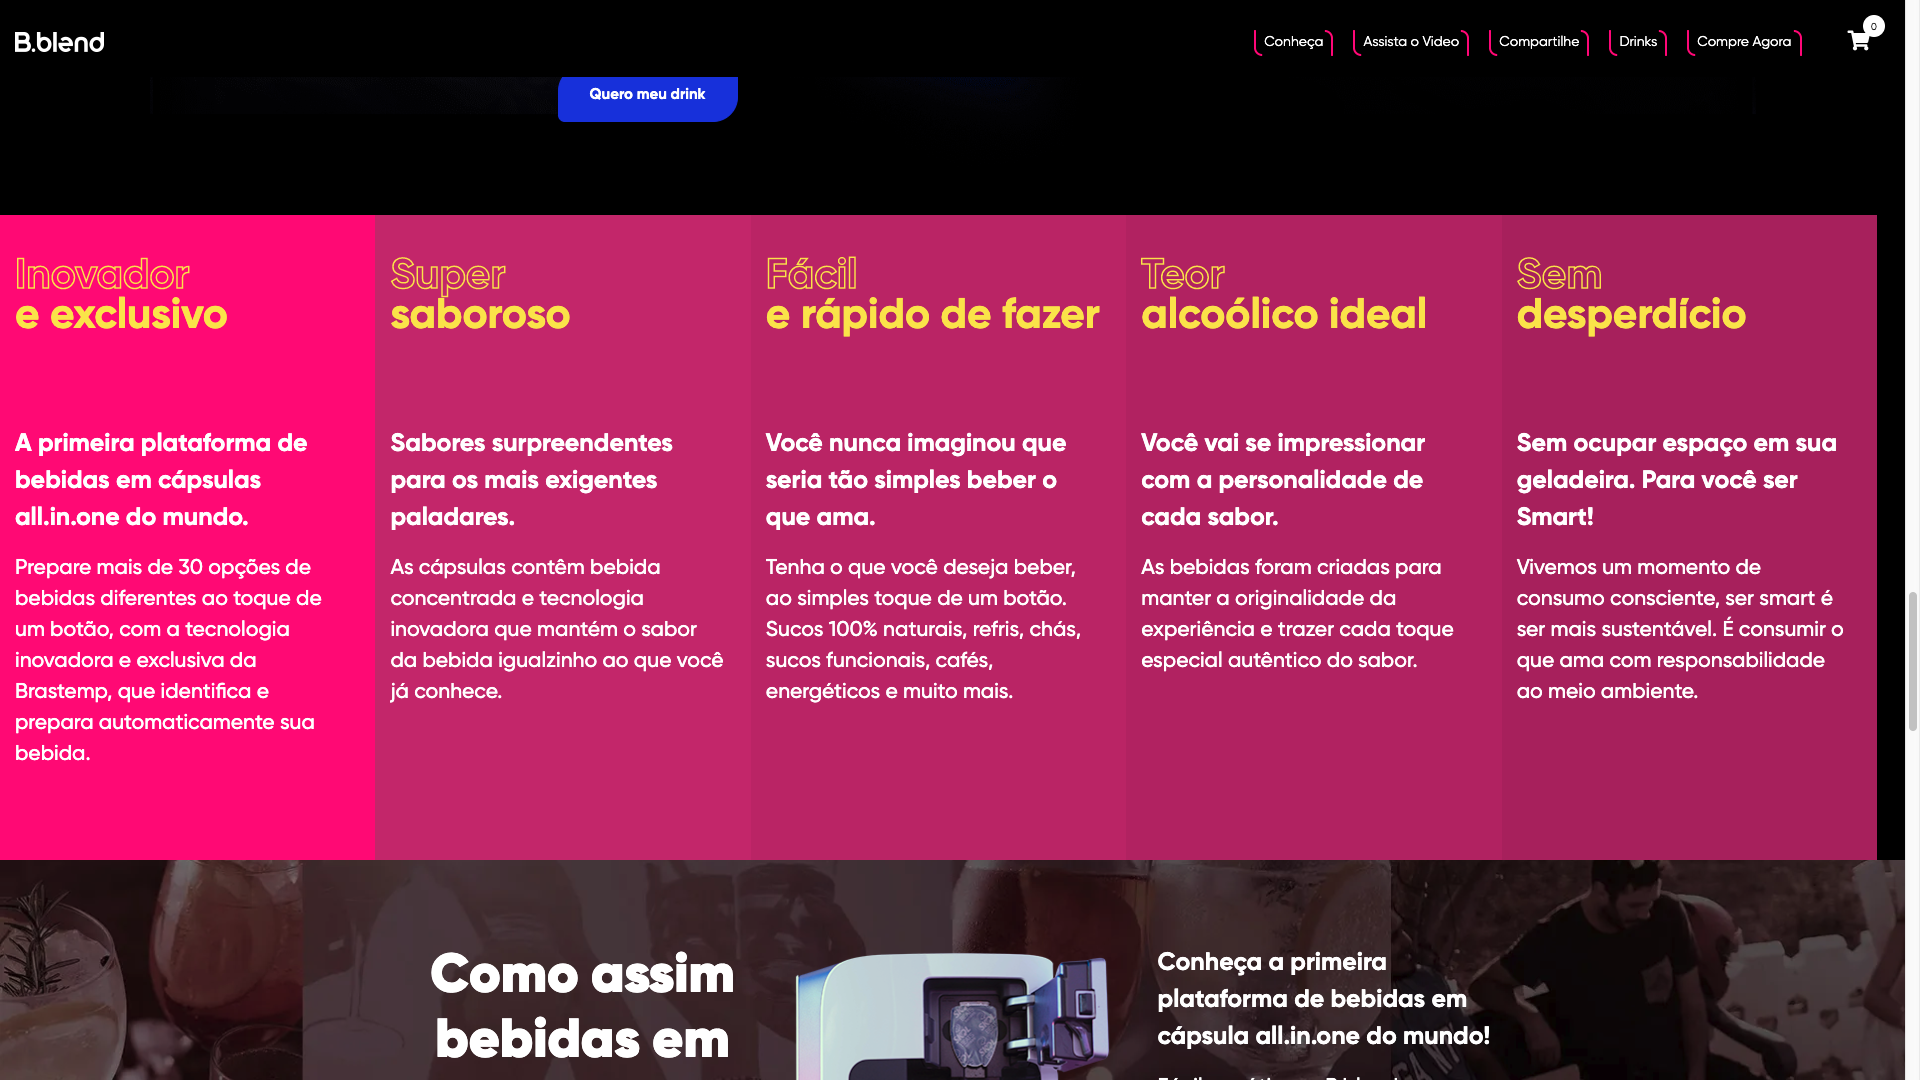 B.blend
Conheça
Assista o Video
Compartilhe
Drinks
Compre Agora
0
Quero meu drink
Inovador
e exclusivo
A primeira plataforma de
bebidas em cápsulas
all.in.one do mundo.
Prepare mais de 30 opções de
bebidas diferentes ao toque de
um botão, com a tecnologia
inovadora e exclusiva da
Brastemp, que identifica e
prepara automaticamente sua
bebida.
Super
saboroso
Sabores surpreendentes
para os mais exigentes
paladares.
As cápsulas contêm bebida
concentrada e tecnologia
inovadora que mantém o sabor
da bebida igualzinho ao que você
já conhece.
Fácil
e rápido de fazer
Você nunca imaginou que
seria tão simples beber o
que ama.
Tenha o que você deseja beber,
ao simples toque de um botão.
Sucos 100% naturais, refris, chás,
sucos funcionais, cafés,
energéticos e muito mais.
Teor
alcoólico ideal
Você vai se impressionar
com a personalidade de
cada sabor.
As bebidas foram criadas para
manter a originalidade da
experiência e trazer cada toque
especial autêntico do sabor.
Sem
desperdício
Sem ocupar espaço em sua
geladeira. Para você ser
Smart!
Vivemos um momento de
consumo consciente, ser smart é
ser mais sustentável. É consumir o
que ama com responsabilidade
ao meio ambiente.
Como assim
bebidas em
Conheça a primeira
plataforma de bebidas em
cápsula all.in.one do mundo!